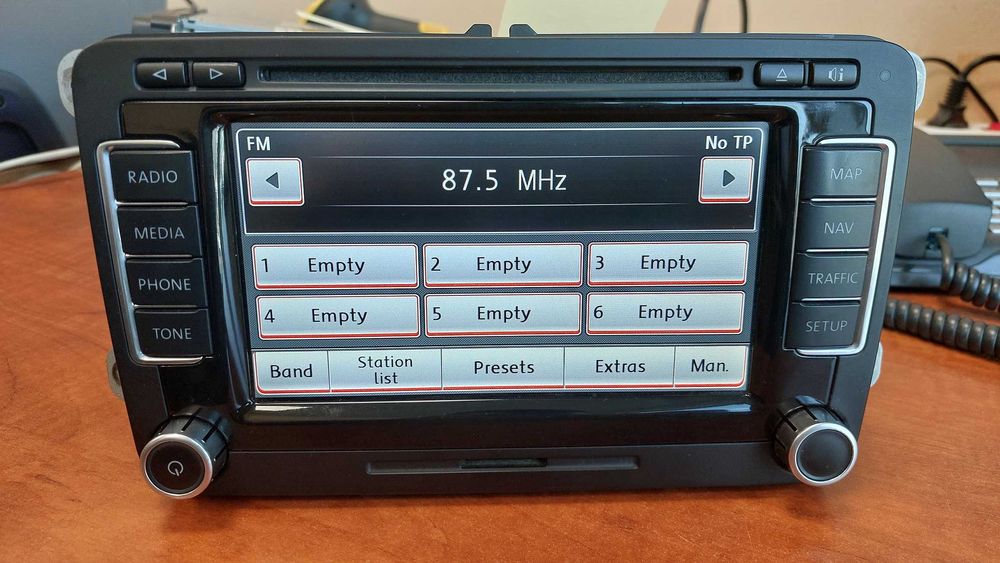 FM
No TP
87.5 MHz
1 Empty
2 Empty
3 Empty
4 Empty
5 Empty
6 Empty
Band
Station
list
Presets
Extras
Man.
RADIO
MEDIA
PHONE
TONE
MAP
NAV
TRAFFIC
SETUP